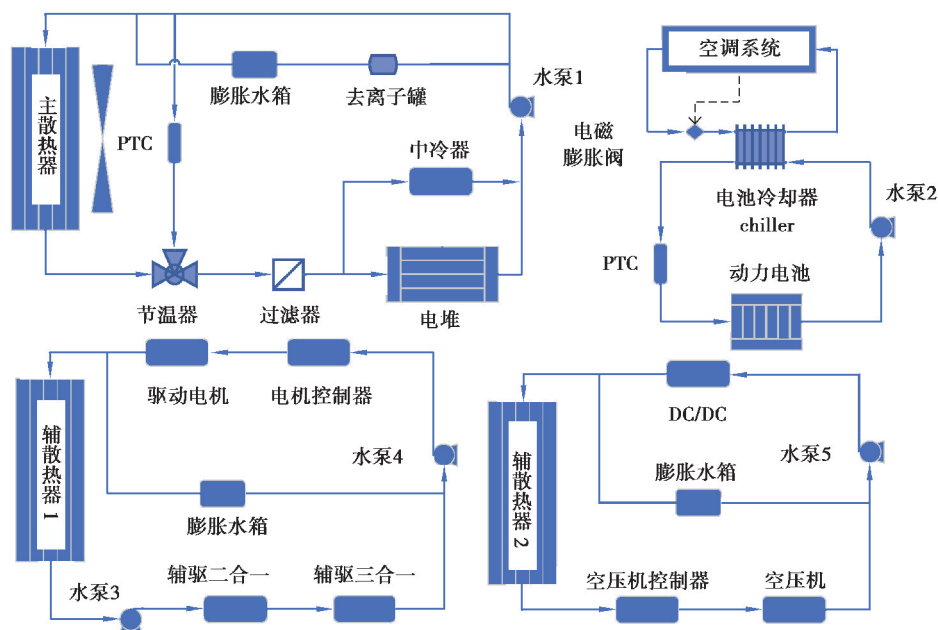 主散热器
PTC
膨胀水箱
去离子罐
水泵1
中冷器
节温器
过滤器
电堆
空调系统
电磁
膨胀阀
电池冷却器
chiller
水泵2
PTC
动力电池
驱动电机
电机控制器
辅散热器1
水泵4
膨胀水箱
水泵3
辅驱二合一
辅驱三合一
DC/DC
辅散热器2
膨胀水箱
水泵5
空压机控制器
空压机